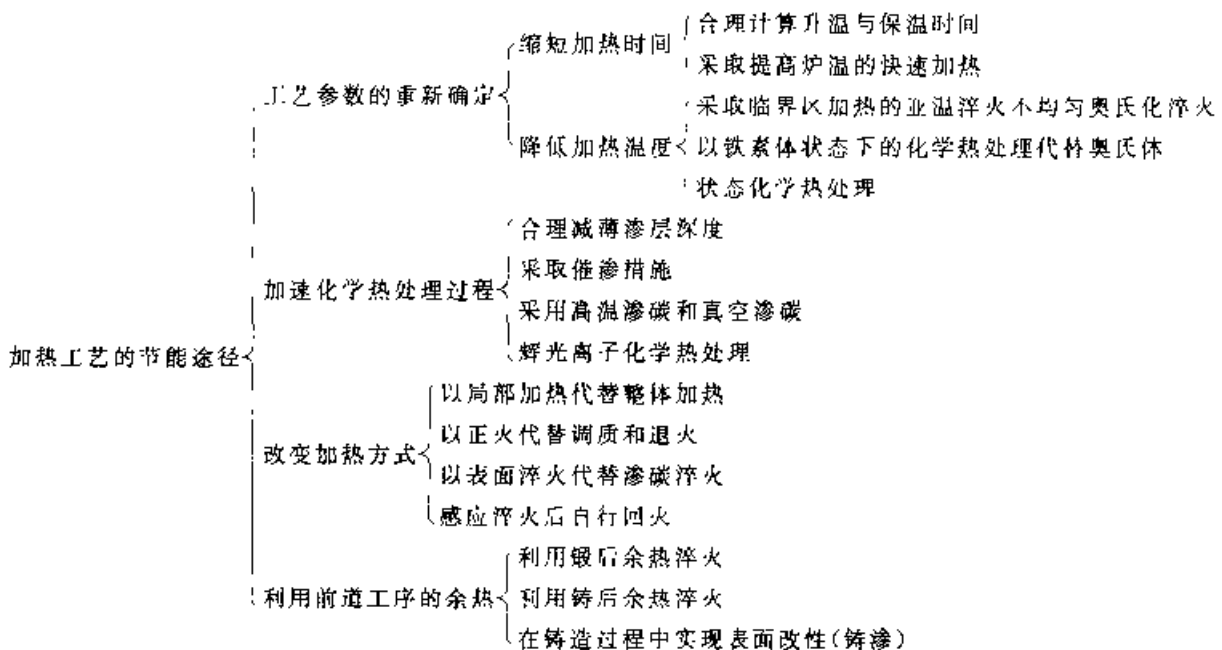 缩短加热时间
合理计算升温与保温时间
采取提高炉温的快速加热
工艺参数的重新确定
采取临界区加热的亚温淬火不均匀奥氏化淬火
降低加热温度
以铁素体状态下的化学热处理代替奥氏体
状态化学热处理
合理减薄渗层深度
采取催渗措施
加速化学热处理过程
采用高温渗碳和真空渗碳
辉光离子化学热处理
加热工艺的节能途径
以局部加热代替整体加热
以正火代替调质和退火
改变加热方式
以表面淬火代替渗碳淬火
感应淬火后自行回火
利用锻后余热淬火
利用前道工序的余热
利用铸后余热淬火
在铸造过程中实现表面改性(铸渗)